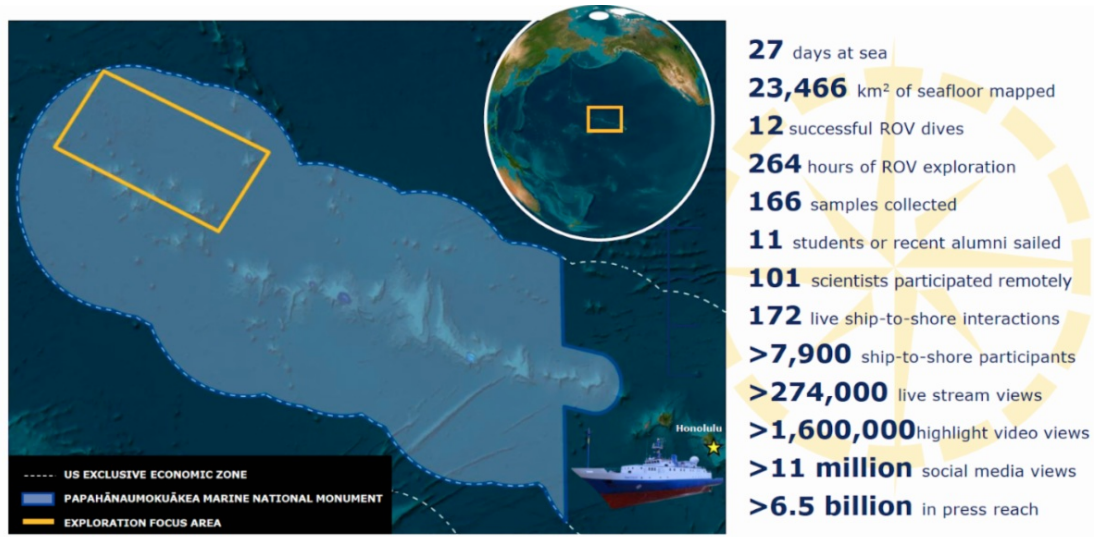 Honolulu
US EXCLUSIVE ECONOMIC ZONE
PAPAHĀNAUMOKUĀKEA MARINE NATIONAL MONUMENT
EXPLORATION FOCUS AREA
27 days at sea
23,466 km² of seafloor mapped
12 successful ROV dives
264 hours of ROV exploration
166 samples collected
11 students or recent alumni sailed
101 scientists participated remotely
172 live ship-to-shore interactions
>7,900 ship-to-shore participants
>274,000 live stream views
>1,600,000 highlight video views
>11 million social media views
>6.5 billion in press reach